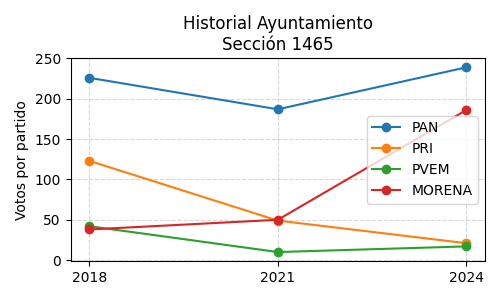 Historial Ayuntamiento
Sección 1465
Votos por partido
250
200
150
100
50
0
2018
2021
2024
PAN
PRI
PVEM
MORENA